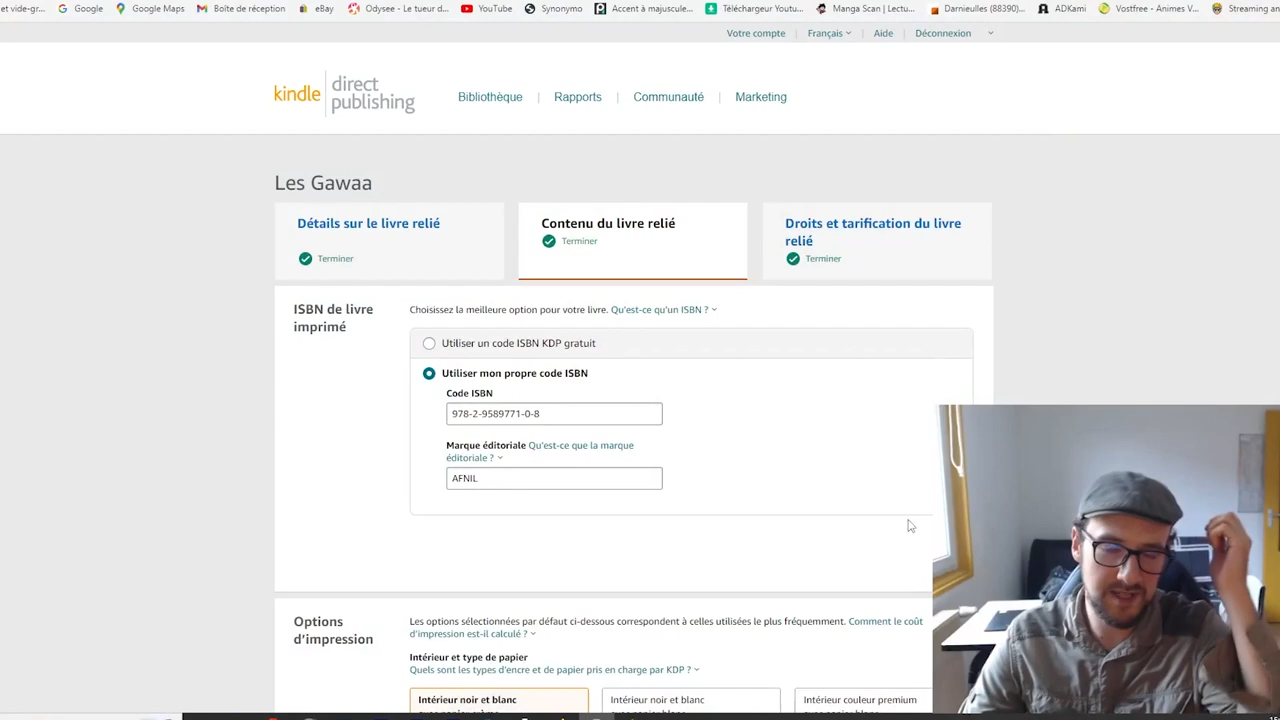 et vide-gr... Google Google Maps Boîte de réception eBay Odysee - Le tueur d... YouTube Synonymo Accent à majuscule... Téléchargeur Youtu... Manga Scan | Lectu... Darnieulles (88390)... ADKami Vostfree - Animes V... Streaming an
Votre compte Français Aide Déconnexion
kindle direct publishing
Bibliothèque Rapports Communauté Marketing
Les Gawaa
Détails sur le livre relié
Terminer
Contenu du livre relié
Terminer
Droits et tarification du livre
relié
Terminer
ISBN de livre
imprimé
Choisissez la meilleure option pour votre livre. Qu'est-ce qu'un ISBN ?
Utiliser un code ISBN KDP gratuit
Utiliser mon propre code ISBN
Code ISBN
978-2-9589771-0-8
Marque éditoriale Qu'est-ce que la marque
éditoriale ?
AFNIL
Options
d'impression
Les options sélectionnées par défaut ci-dessous correspondent à celles utilisées le plus fréquemment. Comment le coût
d'impression est-il calculé ?
Intérieur et type de papier
Quels sont les types d'encre et de papier pris en charge par KDP ?
Intérieur noir et blanc Intérieur noir et blanc Intérieur couleur premium